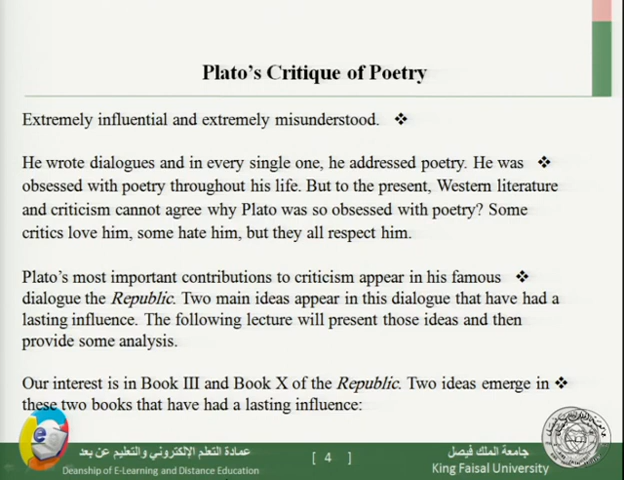 Plato's Critique of Poetry
Extremely influential and extremely misunderstood. ❖
He wrote dialogues and in every single one, he addressed poetry. He was ❖
obsessed with poetry throughout his life. But to the present, Western literature
and criticism cannot agree why Plato was so obsessed with poetry? Some
critics love him, some hate him, but they all respect him.
Plato's most important contributions to criticism appear in his famous ❖
dialogue the Republic. Two main ideas appear in this dialogue that have had a
lasting influence. The following lecture will present those ideas and then
provide some analysis.
Our interest is in Book III and Book X of the Republic. Two ideas emerge in ❖
these two books that have had a lasting influence:
e
عمادة التعلم الإلكتروني والتعليم عن بعد
Deanship of E-Learning and Distance Education
[ 4 ]
جامعة الملك فيصل
King Faisal University